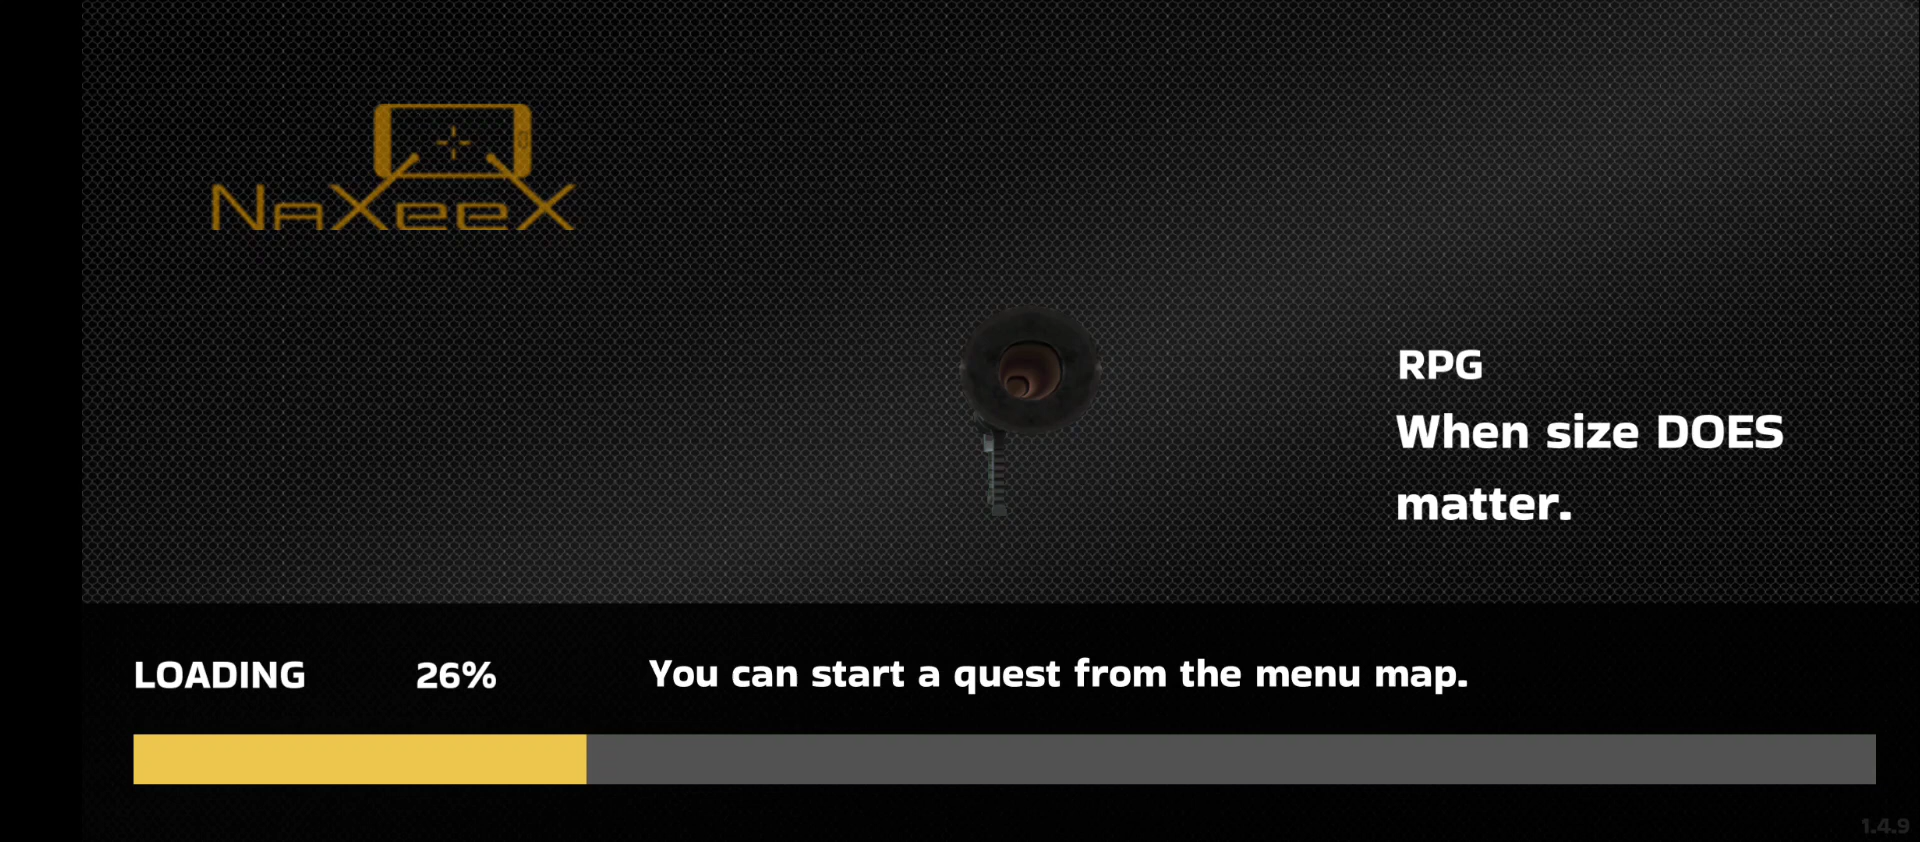 NaXeeX
RPG
When size DOES
matter.
LOADING 26% You can start a quest from the menu map.
1.4.9